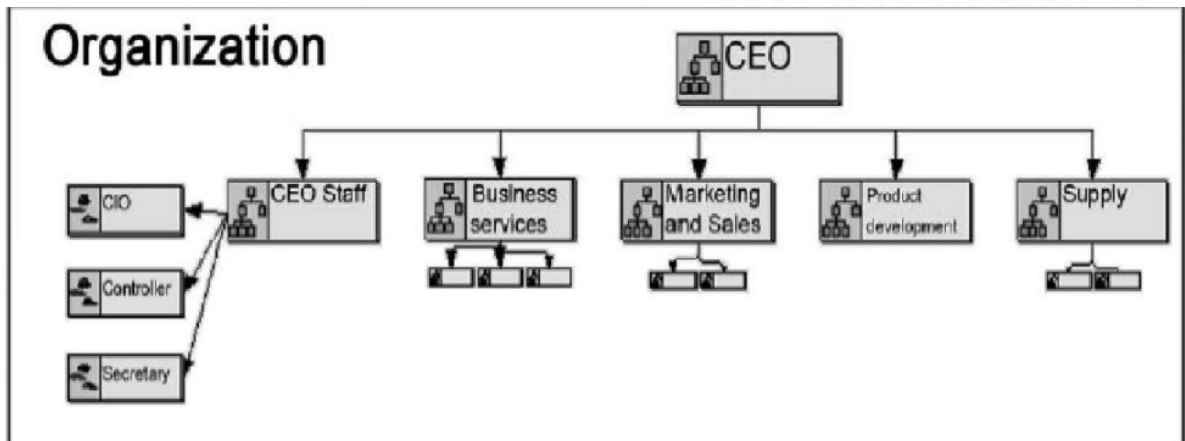 Organization
CEO
CEO Staff
Business
services
Marketing
and Sales
Product
development
Supply
CIO
Controller
Secretary